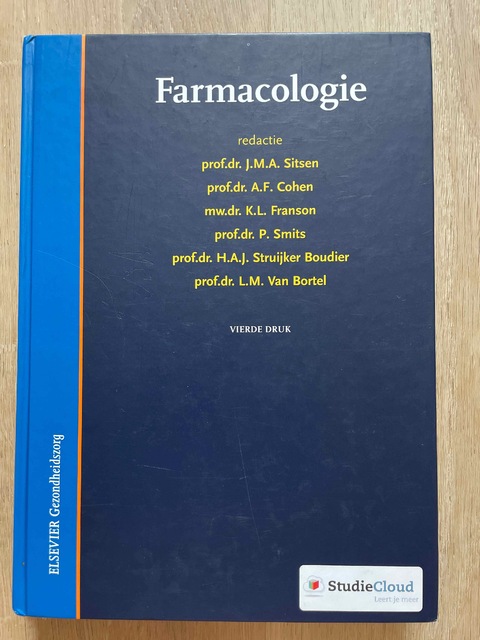 Farmacologie
redactie
prof.dr. J.M.A. Sitsen
prof.dr. A.F. Cohen
mw.dr. K.L. Franson
prof.dr. P. Smits
prof.dr. H.A.J. Struijker Boudier
prof.dr. L.M. Van Bortel
VIERDE DRUK
ELSEVIER Gezondheidszorg
StudieCloud
Leert je meer